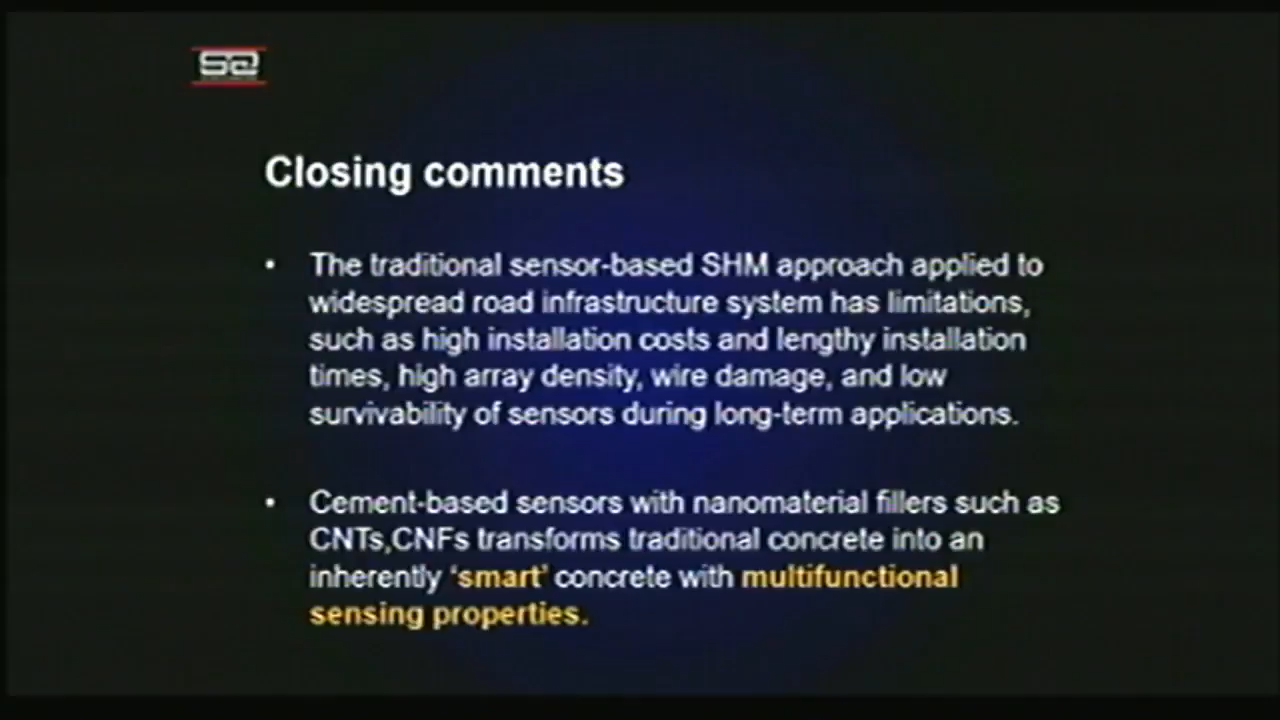 Closing comments
• The traditional sensor-based SHM approach applied to
widespread road infrastructure system has limitations,
such as high installation costs and lengthy installation
times, high array density, wire damage, and low
survivability of sensors during long-term applications.
• Cement-based sensors with nanomaterial fillers such as
CNTs,CNFs transforms traditional concrete into an
inherently ‘smart’ concrete with multifunctional
sensing properties.